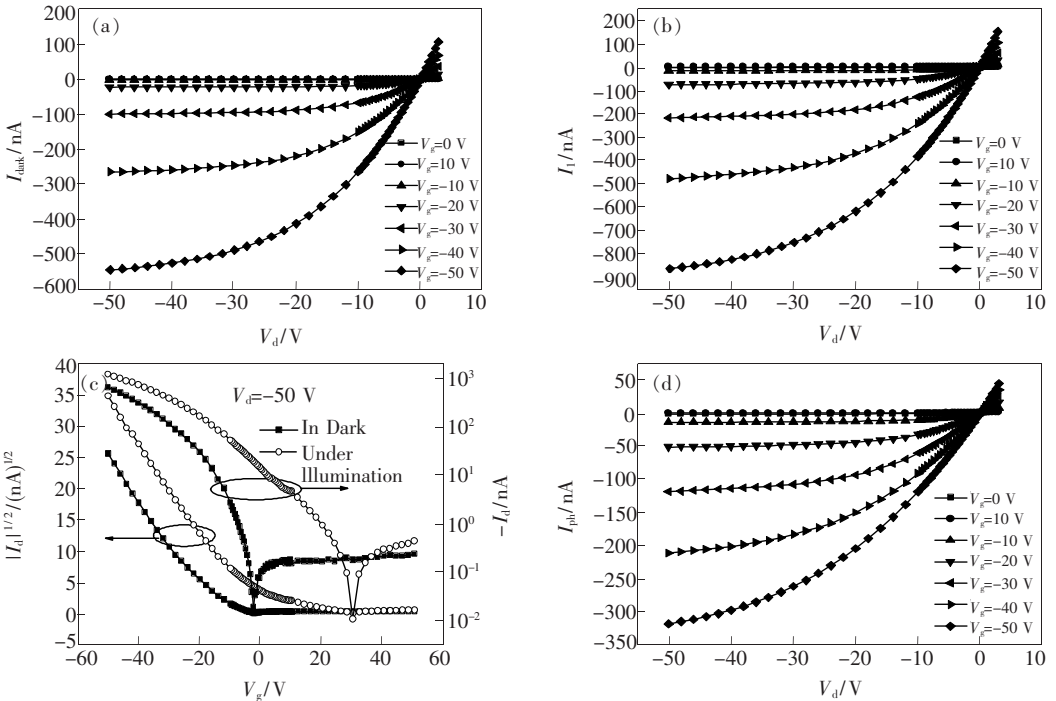 (a)
200
100
0
−100
−200
−300
−400
−500
−600
I_dark/nA
V_g=0 V
V_g=10 V
V_g=−10 V
V_g=−20 V
V_g=−30 V
V_g=−40 V
V_g=−50 V
−50 −40 −30 −20 −10 0 10
V_d/V
(b)
200
100
0
−100
−200
−300
−400
−500
−600
−700
−800
−900
I_1/nA
V_g=0 V
V_g=10 V
V_g=−10 V
V_g=−20 V
V_g=−30 V
V_g=−40 V
V_g=−50 V
−50 −40 −30 −20 −10 0 10
V_d/V
(c)
40
35
30
25
20
15
10
5
0
−5
|I_d|^1/2/(nA)^1/2
V_d=−50 V
In Dark
Under
Illumination
10^3
10^2
10^1
10^0
10^−1
10^−2
−I_d/nA
−60 −40 −20 0 20 40 60
V_g/V
(d)
50
0
−50
−100
−150
−200
−250
−300
−350
I_ph/nA
V_g=0 V
V_g=10 V
V_g=−10 V
V_g=−20 V
V_g=−30 V
V_g=−40 V
V_g=−50 V
−50 −40 −30 −20 −10 0 10
V_d/V